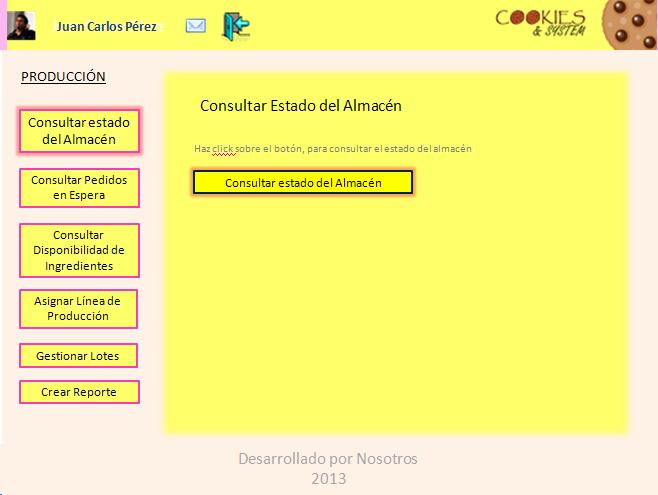 Juan Carlos Pérez
COOKIES
& SYSTEM
PRODUCCIÓN
Consultar estado
del Almacén
Consultar Pedidos
en Espera
Consultar
Disponibilidad de
Ingredientes
Asignar Línea de
Producción
Gestionar Lotes
Crear Reporte
Consultar Estado del Almacén
Haz click sobre el botón, para consultar el estado del almacén
Consultar estado del Almacén
Desarrollado por Nosotros
2013